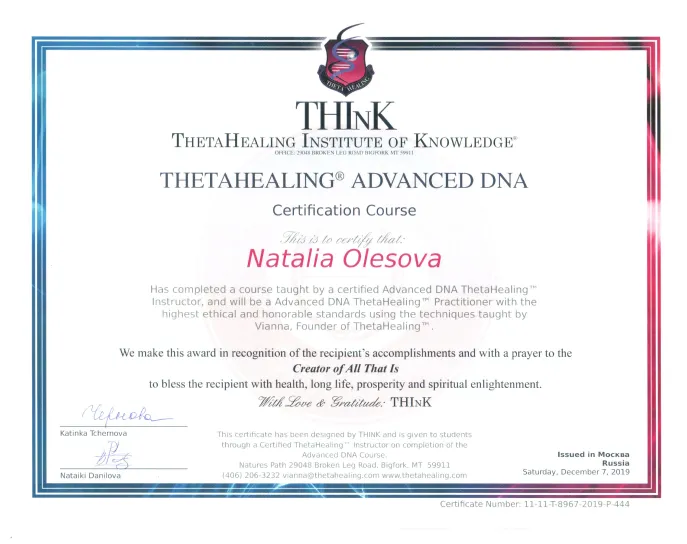 THETA HEALING
THINK
THETAHEALING INSTITUTE OF KNOWLEDGE®
OFFICE: 29048 BROKEN LEG ROAD BIGFORK, MT 59911
THETAHEALING® ADVANCED DNA
Certification Course
This is to certify that:
Natalia Olesova
Has completed a course taught by a certified Advanced DNA ThetaHealing™
Instructor, and will be a Advanced DNA ThetaHealing™ Practitioner with the
highest ethical and honorable standards using the techniques taught by
Vianna, Founder of ThetaHealing™.
We make this award in recognition of the recipient's accomplishments and with a prayer to the
Creator of All That Is
to bless the recipient with health, long life, prosperity and spiritual enlightenment.
With Love & Gratitude: THINK
Katinka Tchernova
Nataiki Danilova
This certificate has been designed by THINK and is given to students
through a Certified ThetaHealing™ Instructor on completion of the
Advanced DNA Course.
Natures Path 29048 Broken Leg Road, Bigfork, MT 59911
(406) 206-3232 vianna@thetahealing.com www.thetahealing.com
Issued in Москва
Russia
Saturday, December 7, 2019
Certificate Number: 11-11-T-8967-2019-P-444